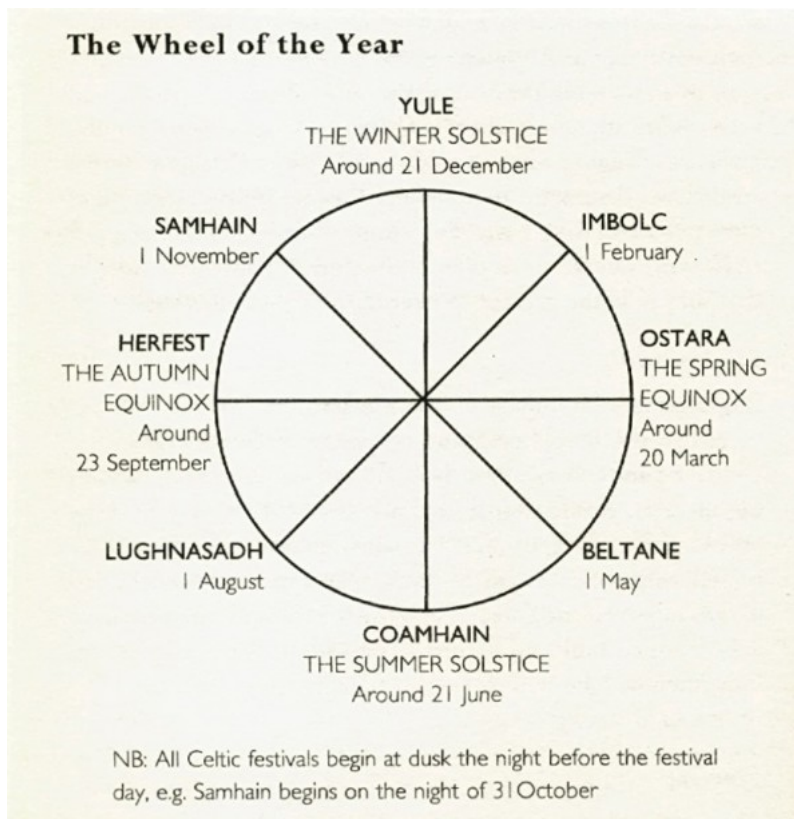 The Wheel of the Year
YULE
THE WINTER SOLSTICE
Around 21 December
SAMHAIN
1 November
IMBOLC
1 February
HERFEST
THE AUTUMN
EQUINOX
Around
23 September
OSTARA
THE SPRING
EQUINOX
Around
20 March
LUGHNASADH
1 August
BELTANE
1 May
COAMHAIN
THE SUMMER SOLSTICE
Around 21 June
NB: All Celtic festivals begin at dusk the night before the festival
day, e.g. Samhain begins on the night of 31October